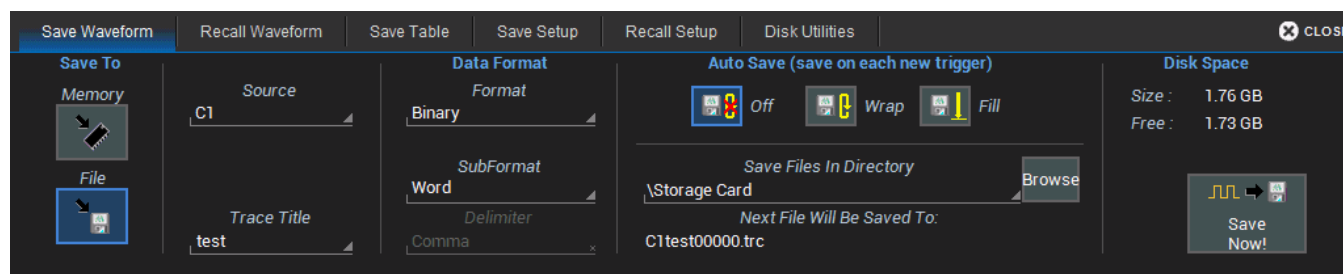 Save Waveform
Recall Waveform
Save Table
Save Setup
Recall Setup
Disk Utilities
Save To
Memory
File
Source
C1
Trace Title
test
Data Format
Format
Binary
SubFormat
Word
Delimiter
Comma
Auto Save (save on each new trigger)
Off
Wrap
Fill
Save Files In Directory
\Storage Card
Browse
Next File Will Be Saved To:
C1test00000.trc
Disk Space
Size : 1.76 GB
Free : 1.73 GB
Save
Now!